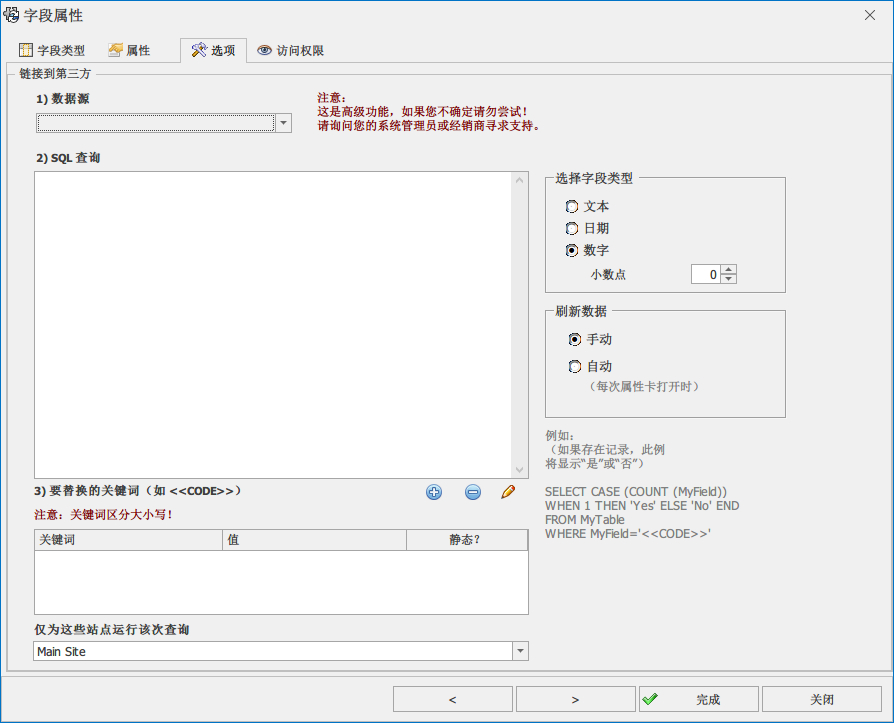 字段属性
字段类型 属性 选项 访问权限
链接到第三方
1) 数据源
注意：
这是高级功能，如果您不确定请勿尝试！
请询问您的系统管理员或经销商寻求支持。
2) SQL 查询
选择字段类型
文本
日期
数字
小数点 0
刷新数据
手动
自动
（每次属性卡打开时）
例如：
（如果存在记录，此例
将显示“是”或“否”）
SELECT CASE (COUNT (MyField))
WHEN 1 THEN 'Yes' ELSE 'No' END
FROM MyTable
WHERE MyField='<<CODE>>'
3) 要替换的关键词（如 <<CODE>>）
注意：关键词区分大小写！
关键词 值 静态？
仅为这些站点运行该次查询
Main Site
< > 完成 关闭